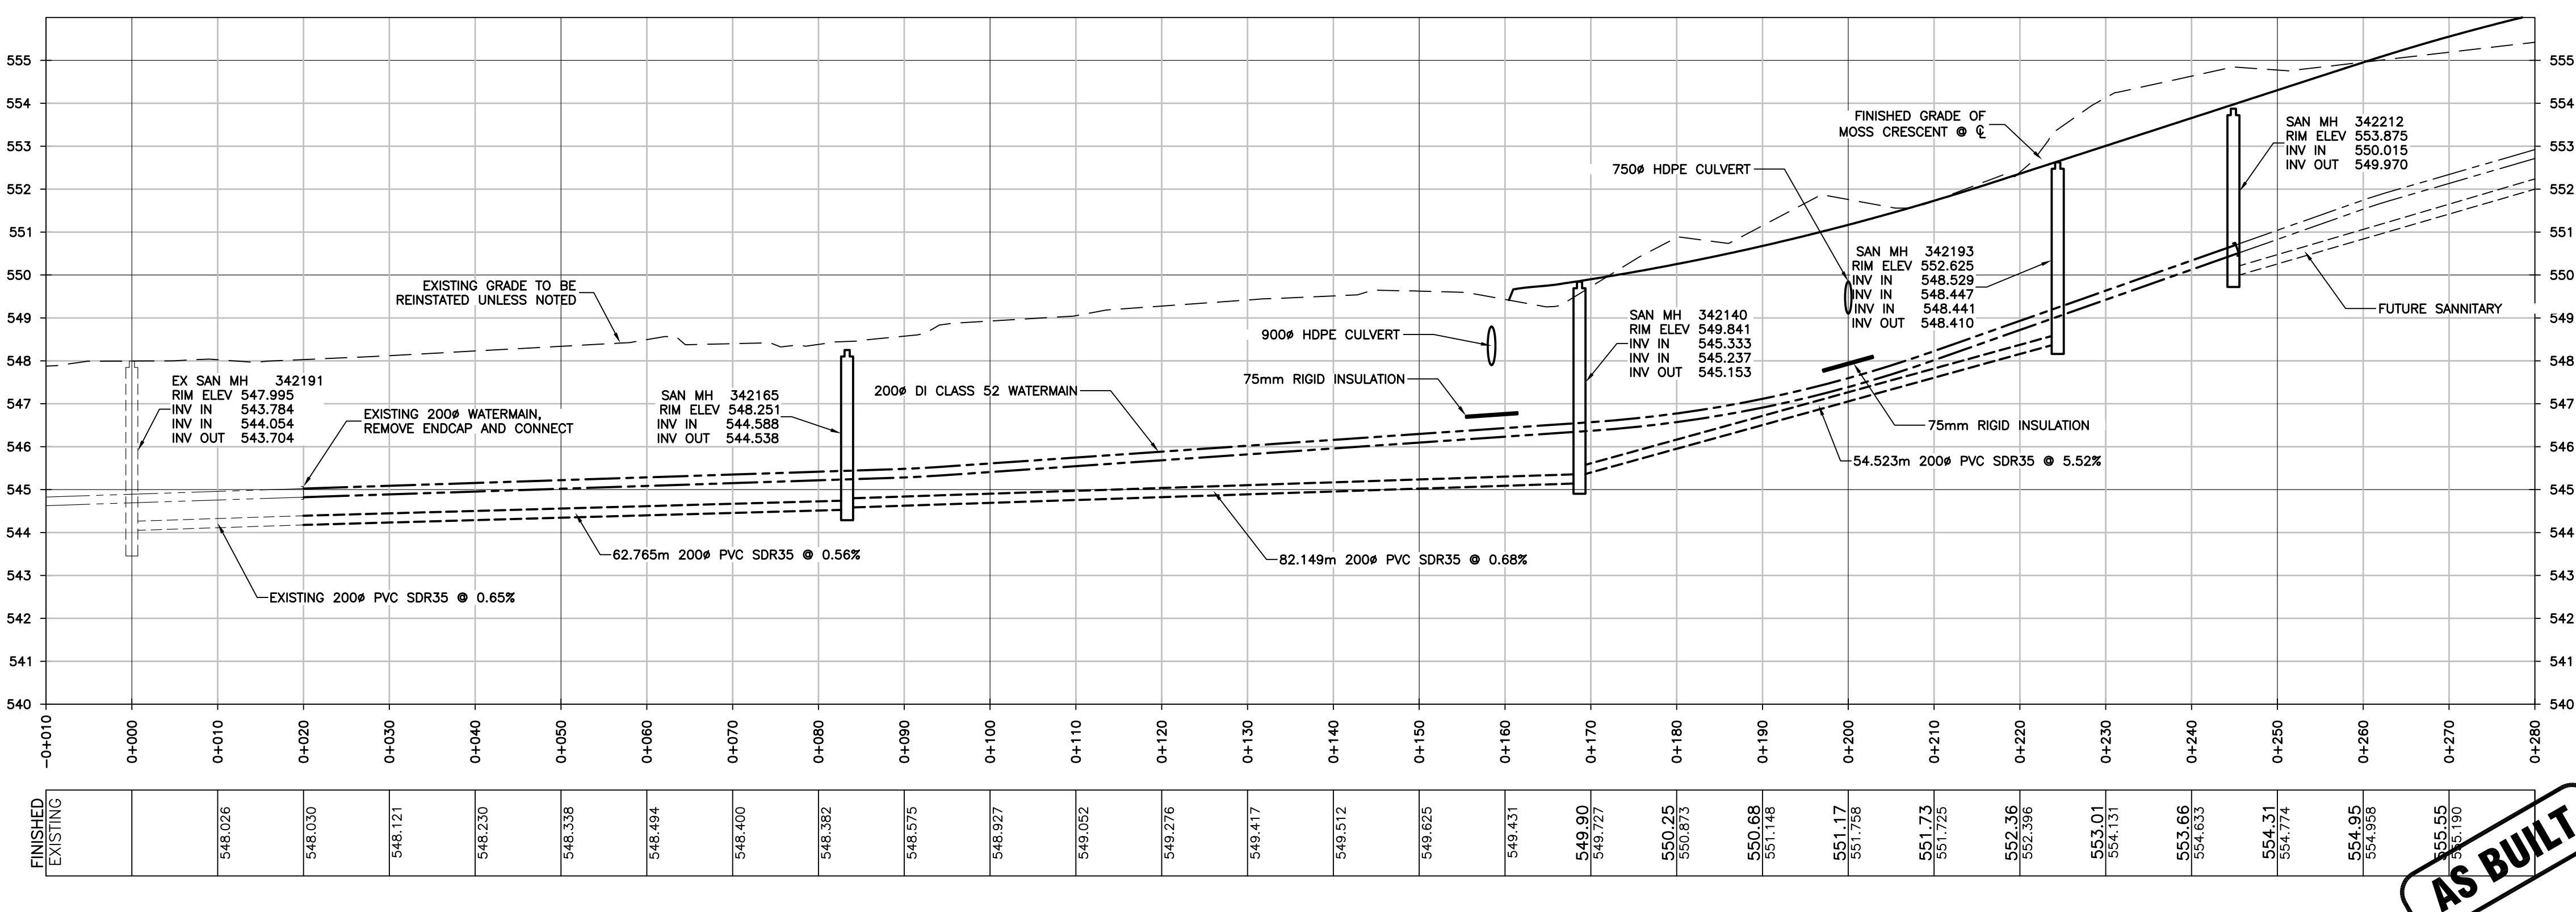 555
554
553
552
551
550
549
548
547
546
545
544
543
542
541
540
555
554
553
552
551
550
549
548
547
546
545
544
543
542
541
540
EX SAN MH 342191
RIM ELEV 547.995
INV IN 543.784
INV IN 544.054
INV OUT 543.704
EXISTING GRADE TO BE
REINSTATED UNLESS NOTED
EXISTING 200ø WATERMAIN,
REMOVE ENDCAP AND CONNECT
EXISTING 200ø PVC SDR35 @ 0.65%
62.765m 200ø PVC SDR35 @ 0.56%
SAN MH 342165
RIM ELEV 548.251
INV IN 544.588
INV OUT 544.538
200ø DI CLASS 52 WATERMAIN
82.149m 200ø PVC SDR35 @ 0.68%
900ø HDPE CULVERT
75mm RIGID INSULATION
SAN MH 342140
RIM ELEV 549.841
INV IN 545.333
INV IN 545.237
INV OUT 545.153
750ø HDPE CULVERT
FINISHED GRADE OF
MOSS CRESCENT @ ℄
SAN MH 342193
RIM ELEV 552.625
INV IN 548.529
INV IN 548.447
INV IN 548.441
INV OUT 548.410
75mm RIGID INSULATION
54.523m 200ø PVC SDR35 @ 5.52%
SAN MH 342212
RIM ELEV 553.875
INV IN 550.015
INV OUT 549.970
FUTURE SANNITARY
-0+010
0+000
0+010
0+020
0+030
0+040
0+050
0+060
0+070
0+080
0+090
0+100
0+110
0+120
0+130
0+140
0+150
0+160
0+170
0+180
0+190
0+200
0+210
0+220
0+230
0+240
0+250
0+260
0+270
0+280
FINISHED
EXISTING
548.026
548.030
548.121
548.230
548.338
548.494
548.400
548.382
548.575
548.927
549.052
549.276
549.417
549.512
549.625
549.431
549.90
549.727
550.25
550.873
550.68
551.148
551.17
551.758
551.73
551.725
552.36
552.396
553.01
554.131
553.66
554.633
554.31
554.774
554.95
554.958
555.55
555.190
AS BUILT